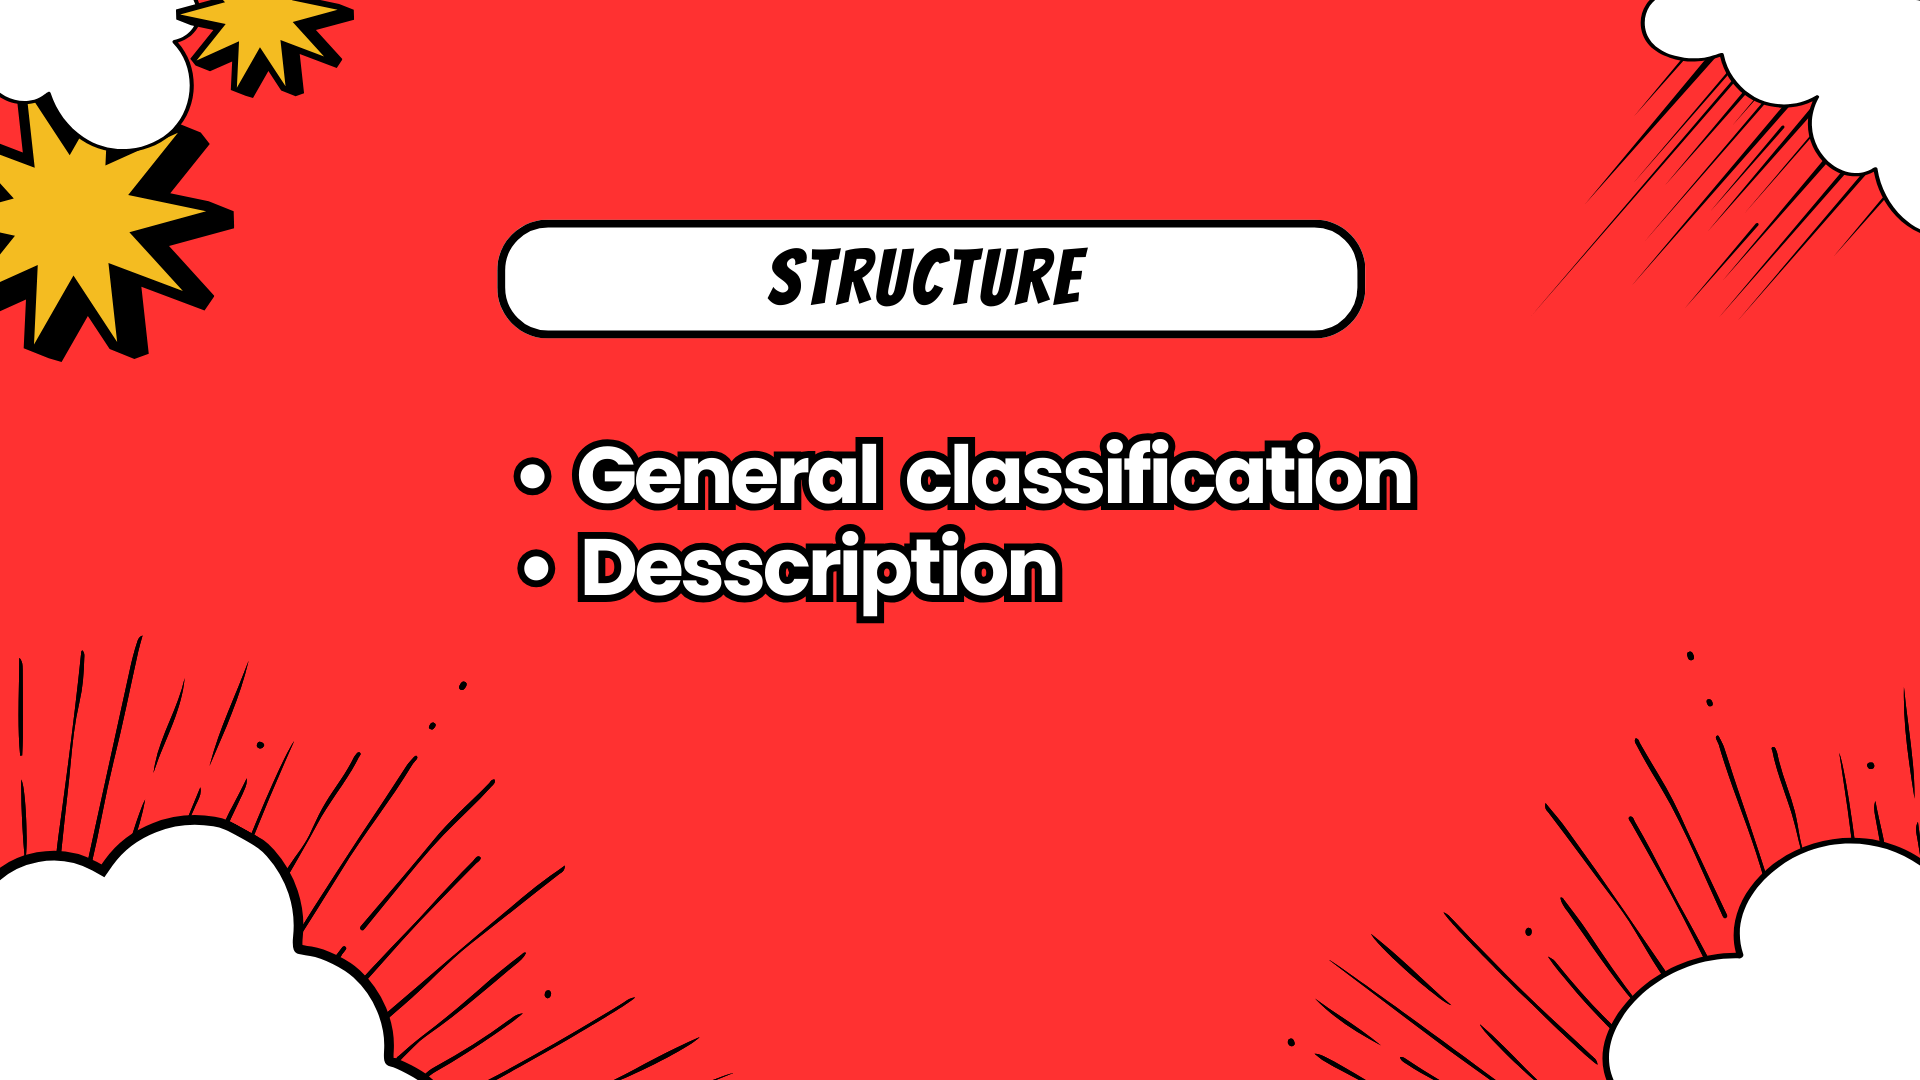 STRUCTURE
• General classification
• Desscription